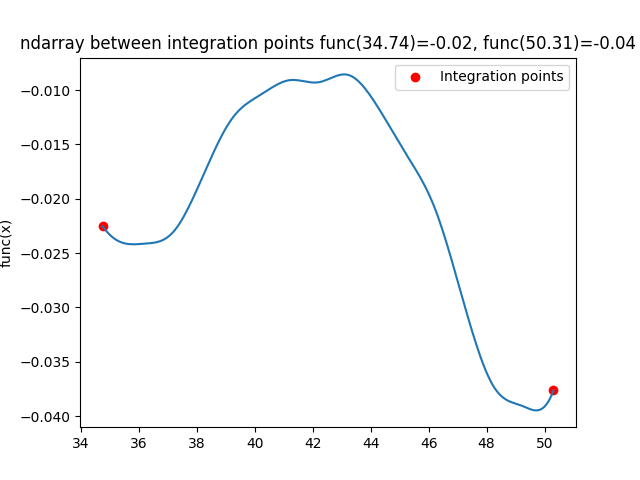 ndarray between integration points func(34.74)=-0.02, func(50.31)=-0.04
Integration points
func(x)
−0.010
−0.015
−0.020
−0.025
−0.030
−0.035
−0.040
34 36 38 40 42 44 46 48 50